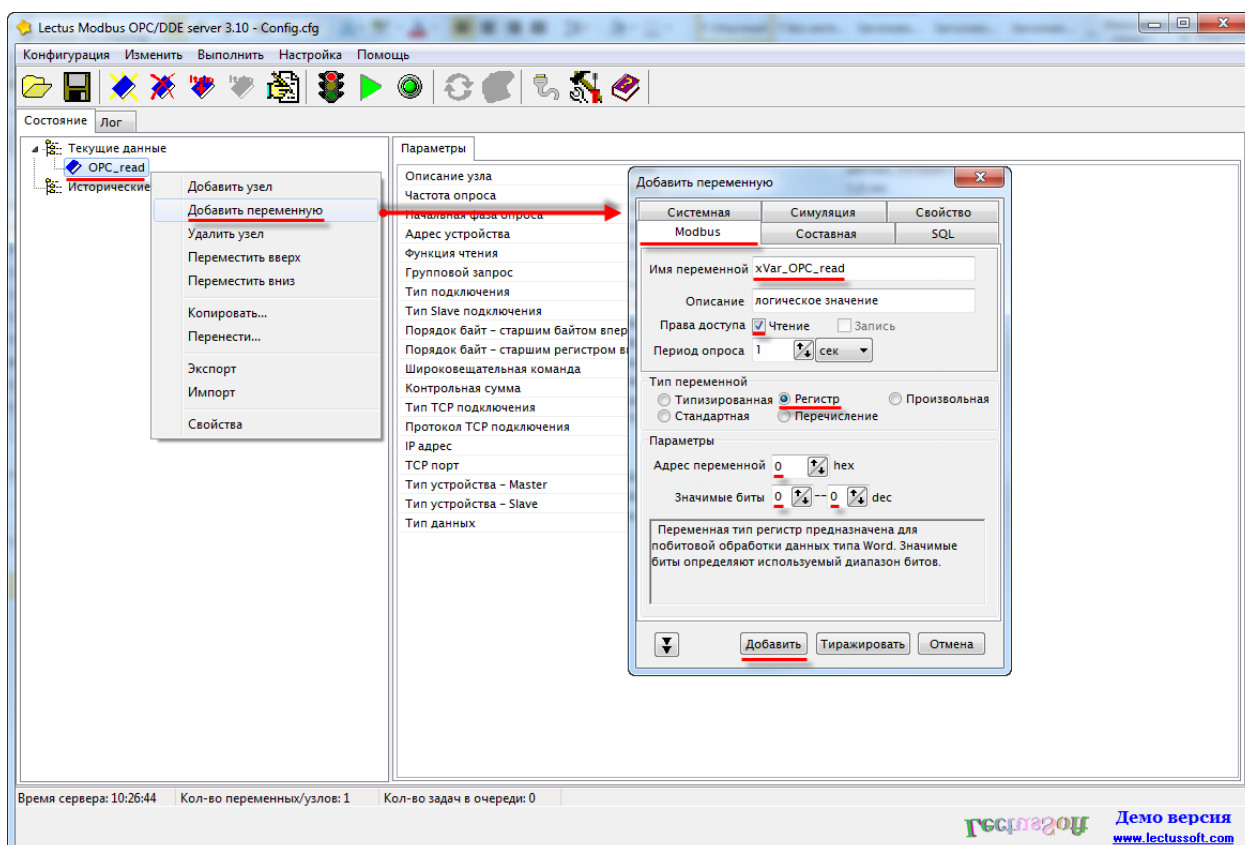 Lectus Modbus OPC/DDE server 3.10 - Config.cfg
Конфигурация Изменить Выполнить Настройка Помощь
Состояние Лог
Текущие данные
OPC_read
Исторические
Добавить узел
Добавить переменную
Удалить узел
Переместить вверх
Переместить вниз
Копировать...
Перенести...
Экспорт
Импорт
Свойства
Параметры
Описание узла
Частота опроса
Начальная фаза опроса
Адрес устройства
Функция чтения
Групповой запрос
Тип подключения
Тип Slave подключения
Порядок байт – старшим байтом впер
Порядок байт – старшим регистром в
Широковещательная команда
Контрольная сумма
Тип TCP подключения
Протокол TCP подключения
IP адрес
TCP порт
Тип устройства – Master
Тип устройства – Slave
Тип данных
Добавить переменную
Системная Симуляция Свойство
Modbus Составная SQL
Имя переменной xVar_OPC_read
Описание логическое значение
Права доступа Чтение Запись
Период опроса 1 сек
Тип переменной
Типизированная Регистр Произвольная
Стандартная Перечисление
Параметры
Адрес переменной 0 hex
Значимые биты 0 -- 0 dec
Переменная тип регистр предназначена для
побитовой обработки данных типа Word. Значимые
биты определяют используемый диапазон битов.
Добавить Тиражировать Отмена
Время сервера: 10:26:44 Кол-во переменных/узлов: 1 Кол-во задач в очереди: 0
LectusSoft
Демо версия
www.lectussoft.com